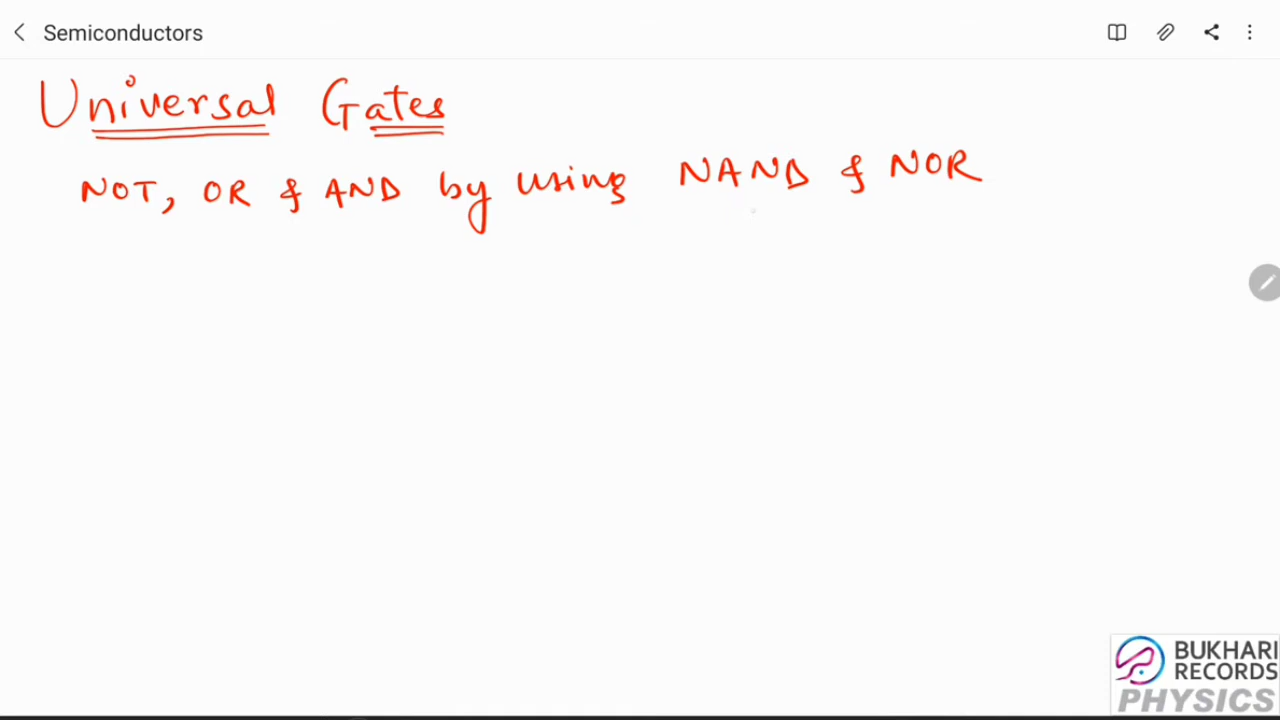 Semiconductors
Universal Gates
NOT, OR & AND by using NAND & NOR
BUKHARI
RECORDS
PHYSICS